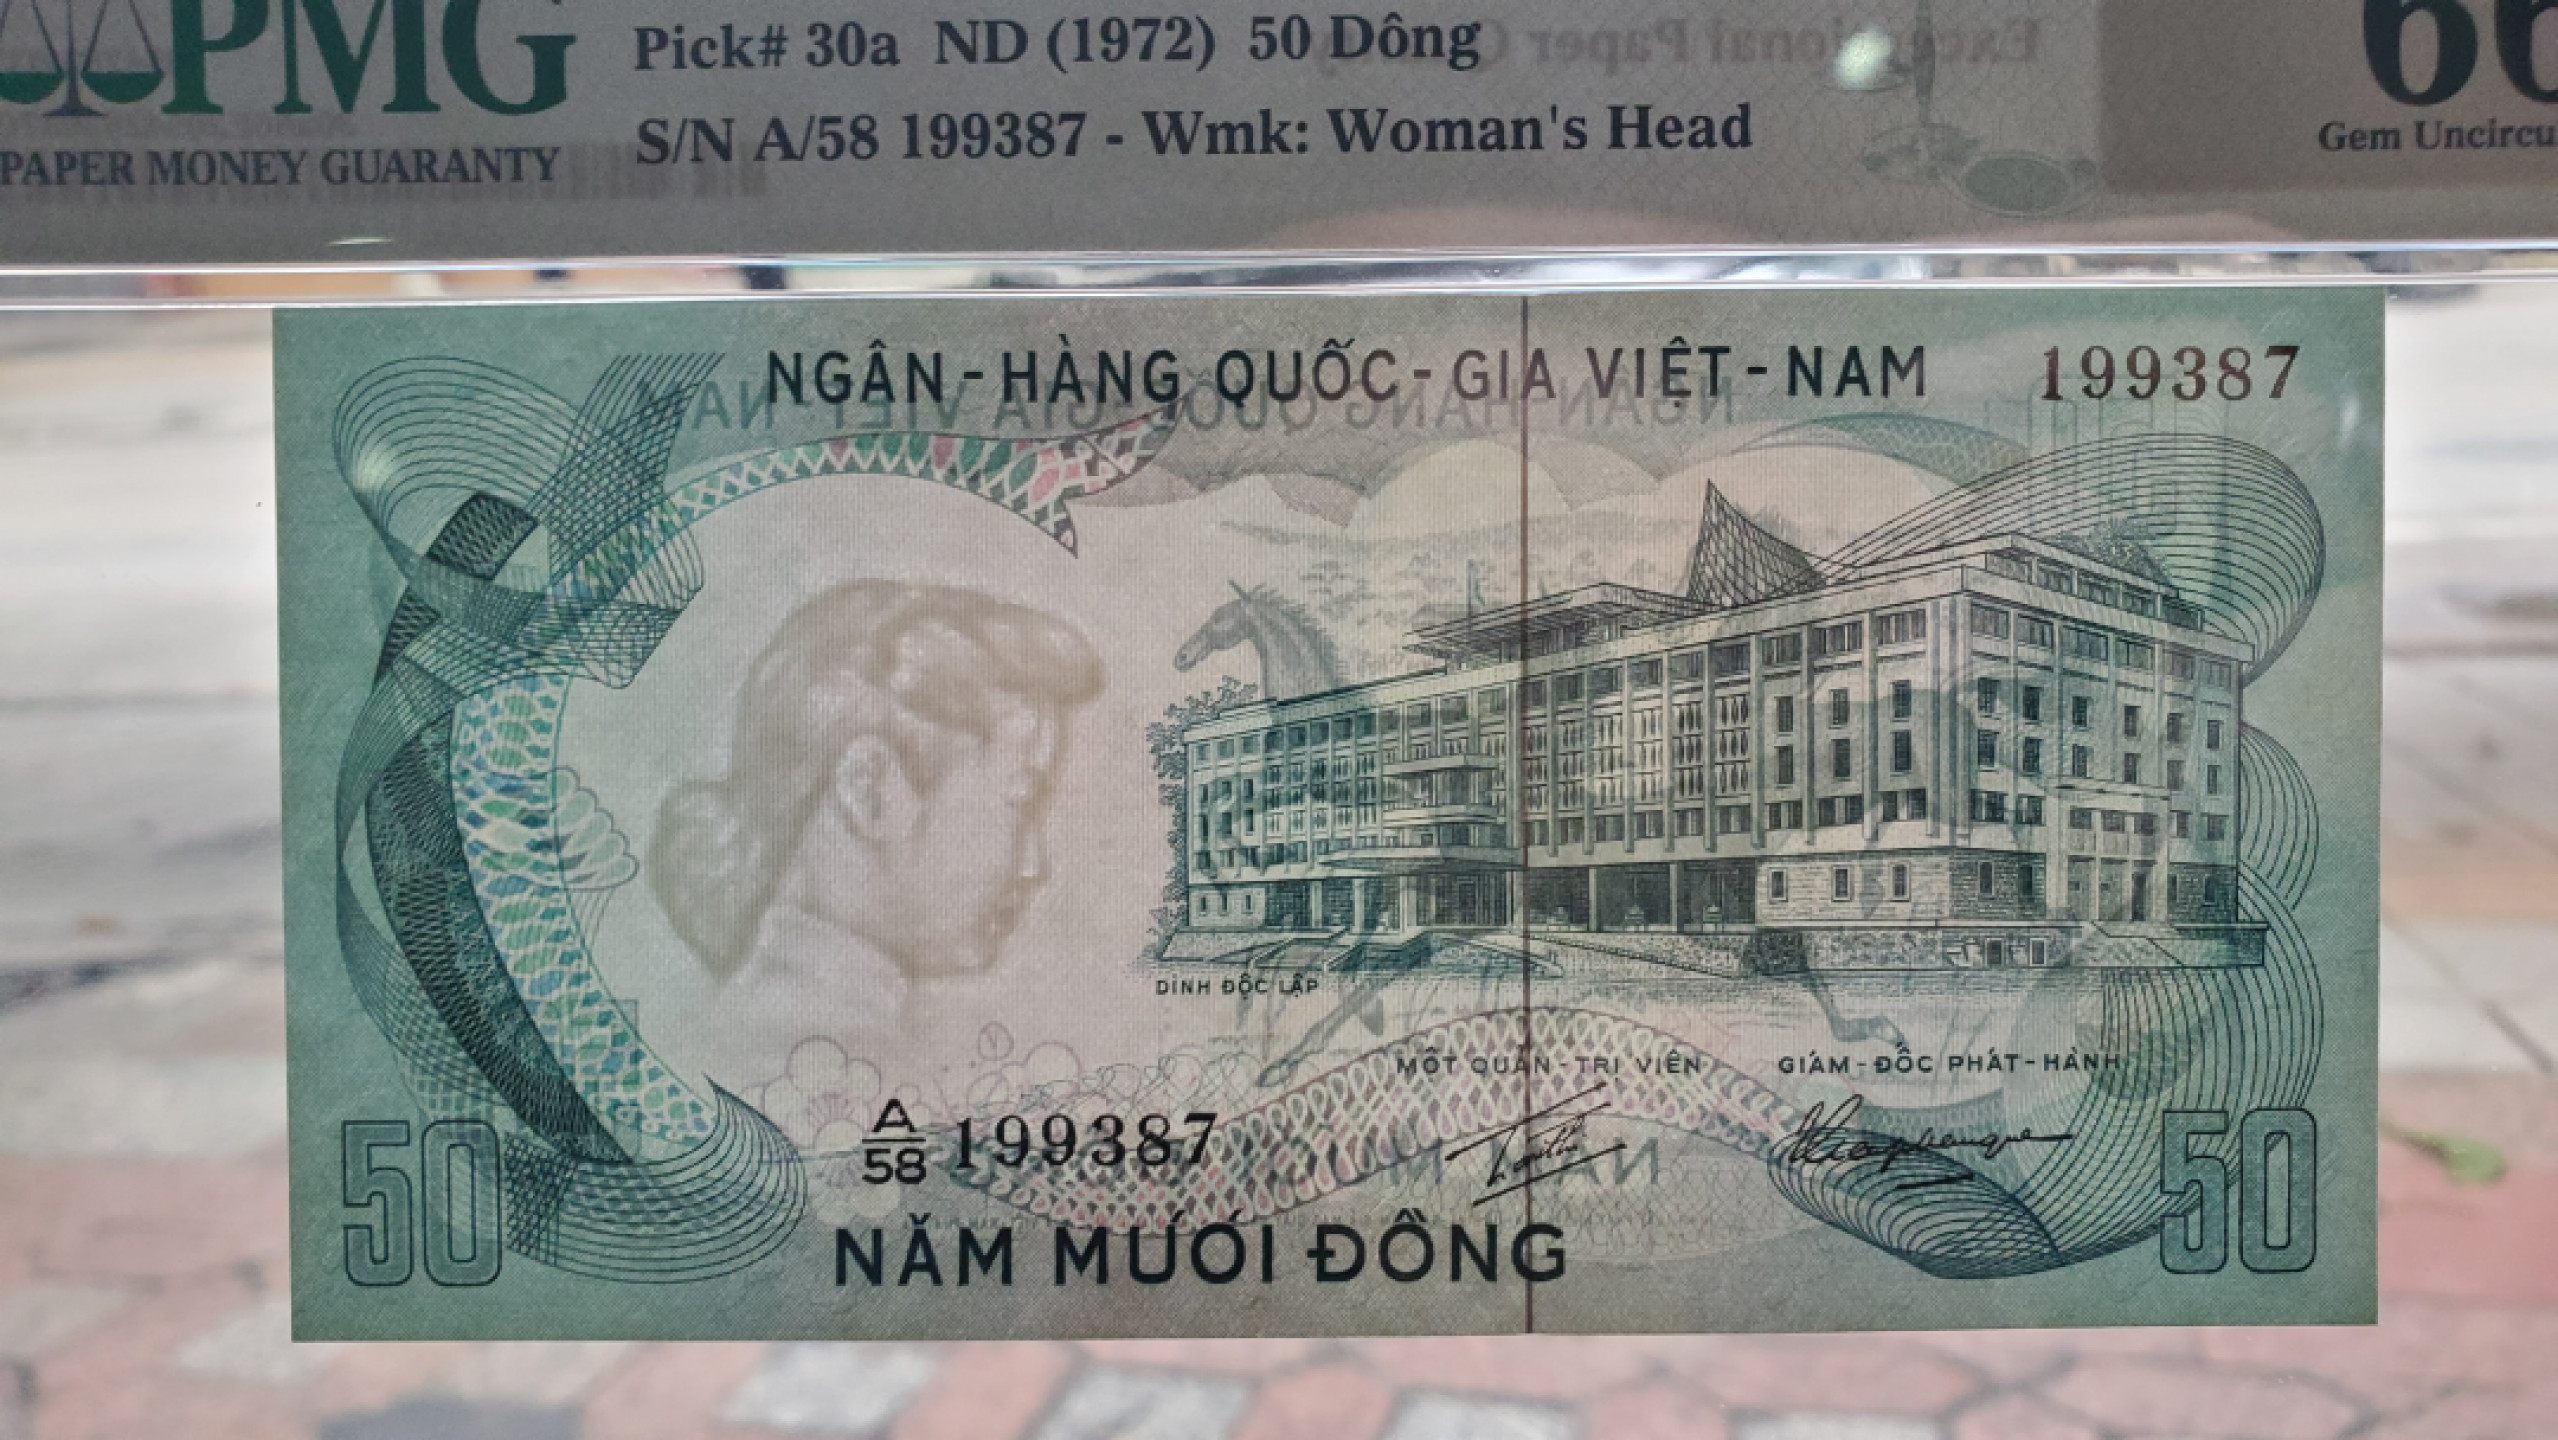 PMG
PAPER MONEY GUARANTY
Pick# 30a ND (1972) 50 Dông
S/N A/58 199387 - Wmk: Woman's Head
66
Gem Uncircu
NGÂN-HÀNG QUỐC-GIA VIỆT-NAM
199387
DINH ĐỘC LẬP
MỘT QUẢN-TRỊ VIÊN
GIÁM-ĐỐC PHÁT-HÀNH
A/58 199387
50
50
NĂM MƯƠI ĐỒNG